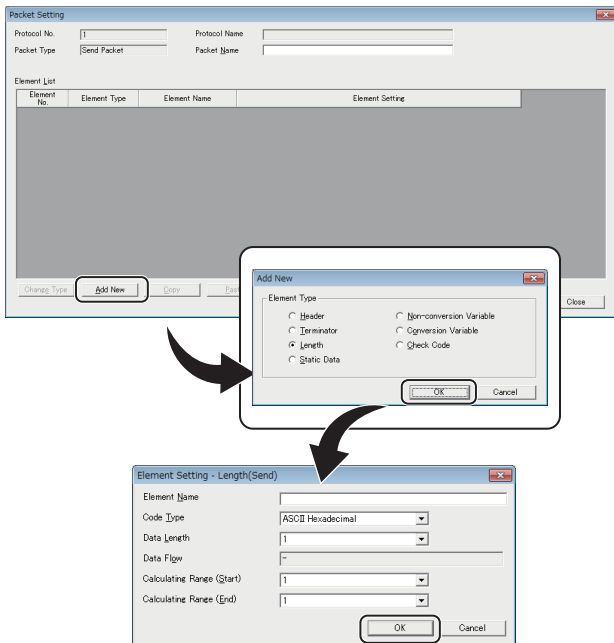 Packet Setting
Protocol No. 1 Protocol Name
Packet Type Send Packet Packet Name
Element List
Element No. Element Type Element Name Element Setting
Change Type Add New Copy Close
Add New
Element Type
Header Non-conversion Variable
Terminator Conversion Variable
Length Check Code
Static Data
OK Cancel
Element Setting - Length(Send)
Element Name
Code Type ASCII Hexadecimal
Data Length 1
Data Flow -
Calculating Range (Start) 1
Calculating Range (End) 1
OK Cancel